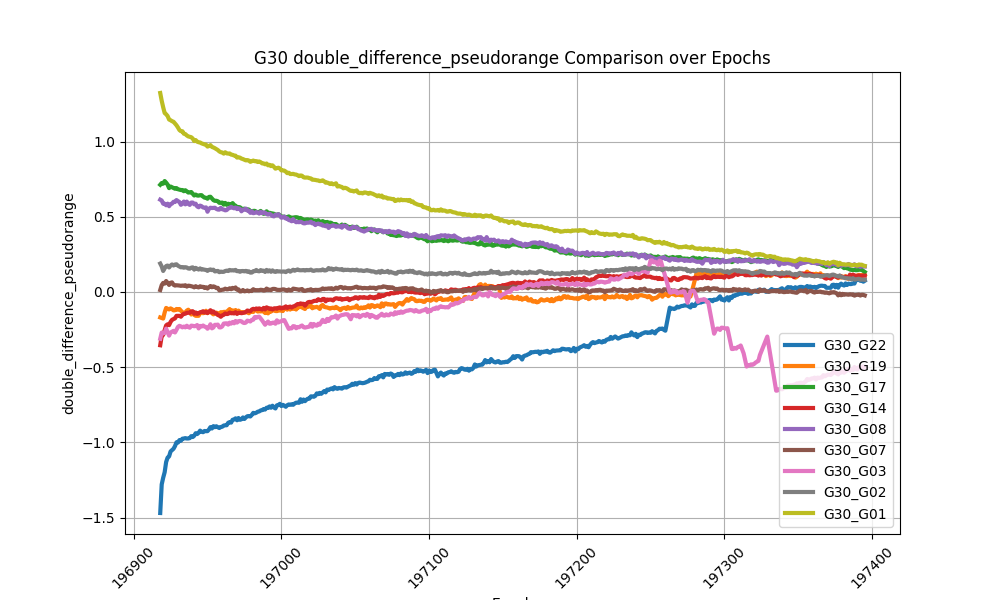 G30 double_difference_pseudorange Comparison over Epochs
double_difference_pseudorange
1.0
0.5
0.0
−0.5
−1.0
−1.5
196900
197000
197100
197200
197300
197400
G30_G22
G30_G19
G30_G17
G30_G14
G30_G08
G30_G07
G30_G03
G30_G02
G30_G01